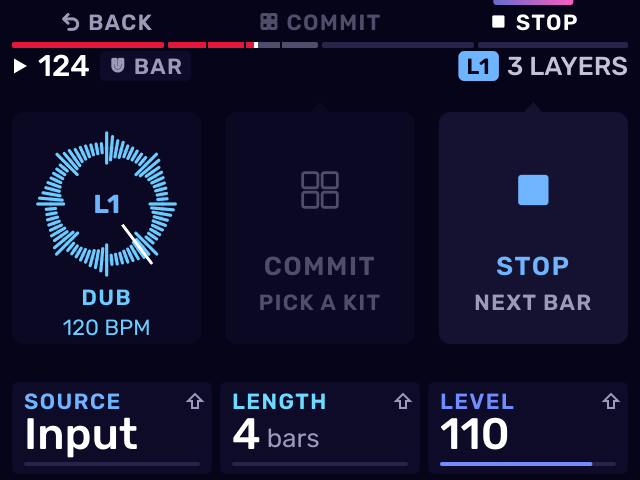 BACK
COMMIT
STOP
124
BAR
L1
3 LAYERS
L1
DUB
120 BPM
COMMIT
PICK A KIT
STOP
NEXT BAR
SOURCE
Input
LENGTH
4 bars
LEVEL
110